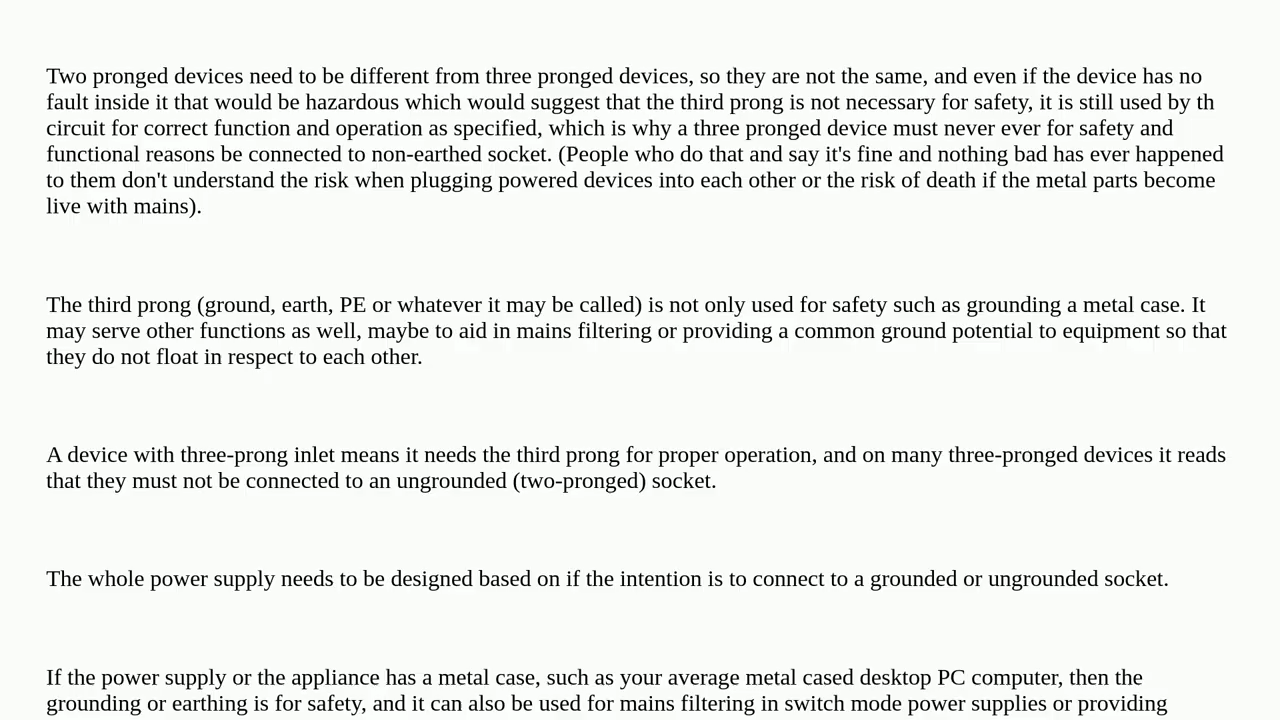 Two pronged devices need to be different from three pronged devices, so they are not the same, and even if the device has no
fault inside it that would be hazardous which would suggest that the third prong is not necessary for safety, it is still used by th
circuit for correct function and operation as specified, which is why a three pronged device must never ever for safety and
functional reasons be connected to non-earthed socket. (People who do that and say it's fine and nothing bad has ever happened
to them don't understand the risk when plugging powered devices into each other or the risk of death if the metal parts become
live with mains).
The third prong (ground, earth, PE or whatever it may be called) is not only used for safety such as grounding a metal case. It
may serve other functions as well, maybe to aid in mains filtering or providing a common ground potential to equipment so that
they do not float in respect to each other.
A device with three-prong inlet means it needs the third prong for proper operation, and on many three-pronged devices it reads
that they must not be connected to an ungrounded (two-pronged) socket.
The whole power supply needs to be designed based on if the intention is to connect to a grounded or ungrounded socket.
If the power supply or the appliance has a metal case, such as your average metal cased desktop PC computer, then the
grounding or earthing is for safety, and it can also be used for mains filtering in switch mode power supplies or providing